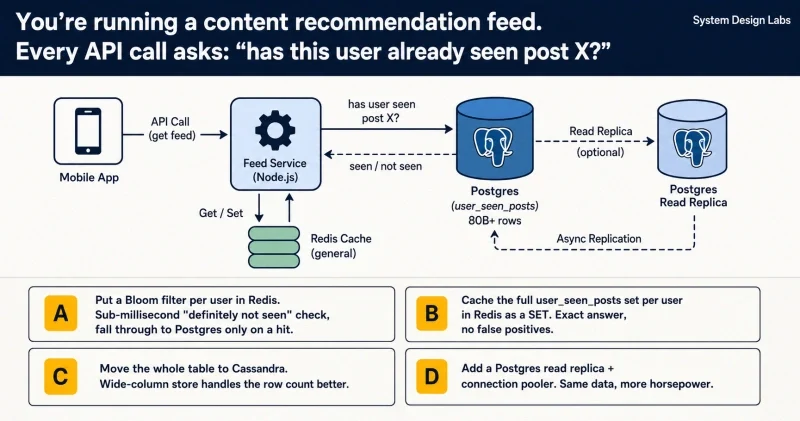 You're running a content recommendation feed.
Every API call asks: “has this user already seen post X?”
System Design Labs
API Call
(get feed)
Mobile App
Feed Service
(Node.js)
has user seen
post X?
seen / not seen
Get / Set
Redis Cache
(general)
Postgres
(user_seen_posts)
80B+ rows
Read Replica
(optional)
Postgres
Read Replica
Async Replication
A
Put a Bloom filter per user in Redis.
Sub-millisecond "definitely not seen" check,
fall through to Postgres only on a hit.
B
Cache the full user_seen_posts set per user
in Redis as a SET. Exact answer,
no false positives.
C
Move the whole table to Cassandra.
Wide-column store handles the row count better.
D
Add a Postgres read replica +
connection pooler. Same data, more horsepower.